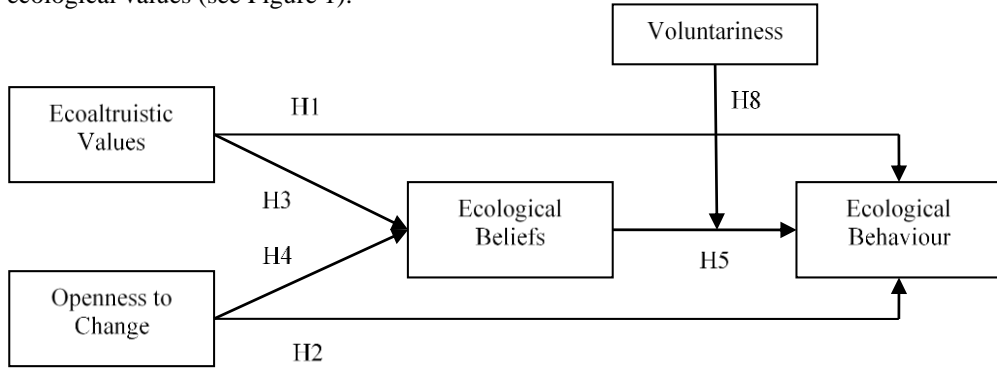 ecological values (see Figure 1).
Voluntariness
Ecoaltruistic
Values
H1
H8
H3
Ecological
Beliefs
Ecological
Behaviour
H4
H5
Openness to
Change
H2